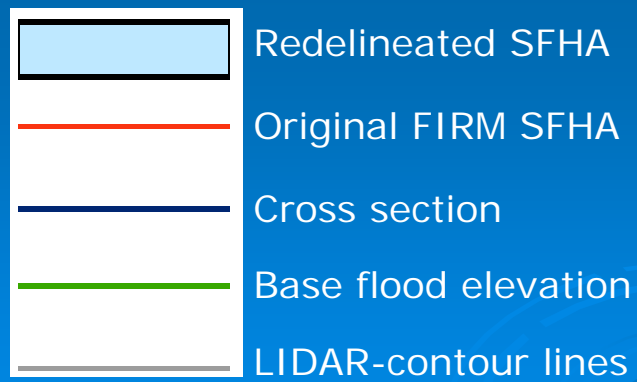 Redelineated SFHA
Original FIRM SFHA
Cross section
Base flood elevation
LIDAR-contour lines